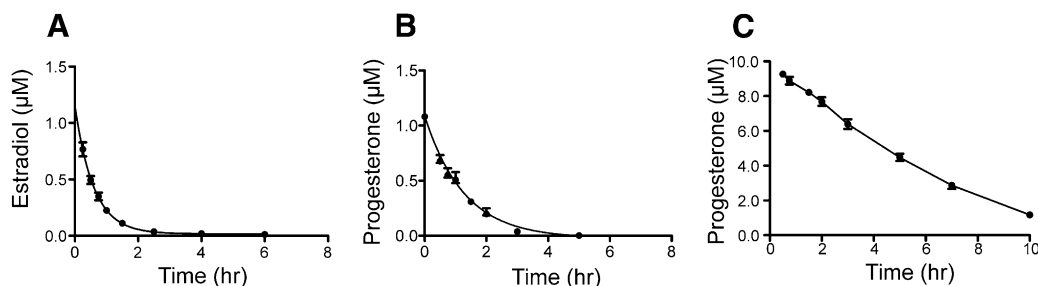 A
Estradiol (µM)
1.5
1.0
0.5
0.0
0 2 4 6 8
Time (hr)
B
Progesterone (µM)
1.5
1.0
0.5
0.0
0 2 4 6 8
Time (hr)
C
Progesterone (µM)
10.0
8.0
6.0
4.0
2.0
0.0
0 2 4 6 8 10
Time (hr)